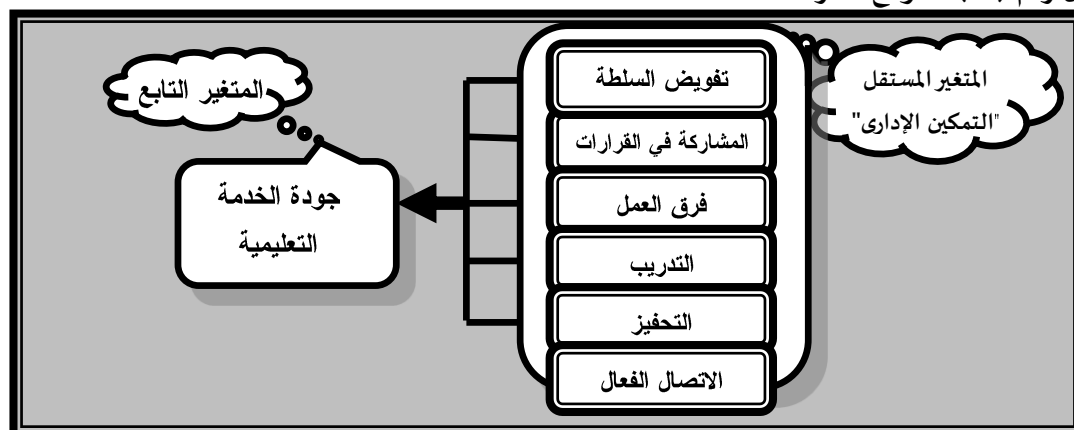 المتغير المستقل
"التمكين الإدارى"
تفويض السلطة
المشاركة في القرارات
فرق العمل
التدريب
التحفيز
الاتصال الفعال
المتغير التابع
جودة الخدمة
التعليمية